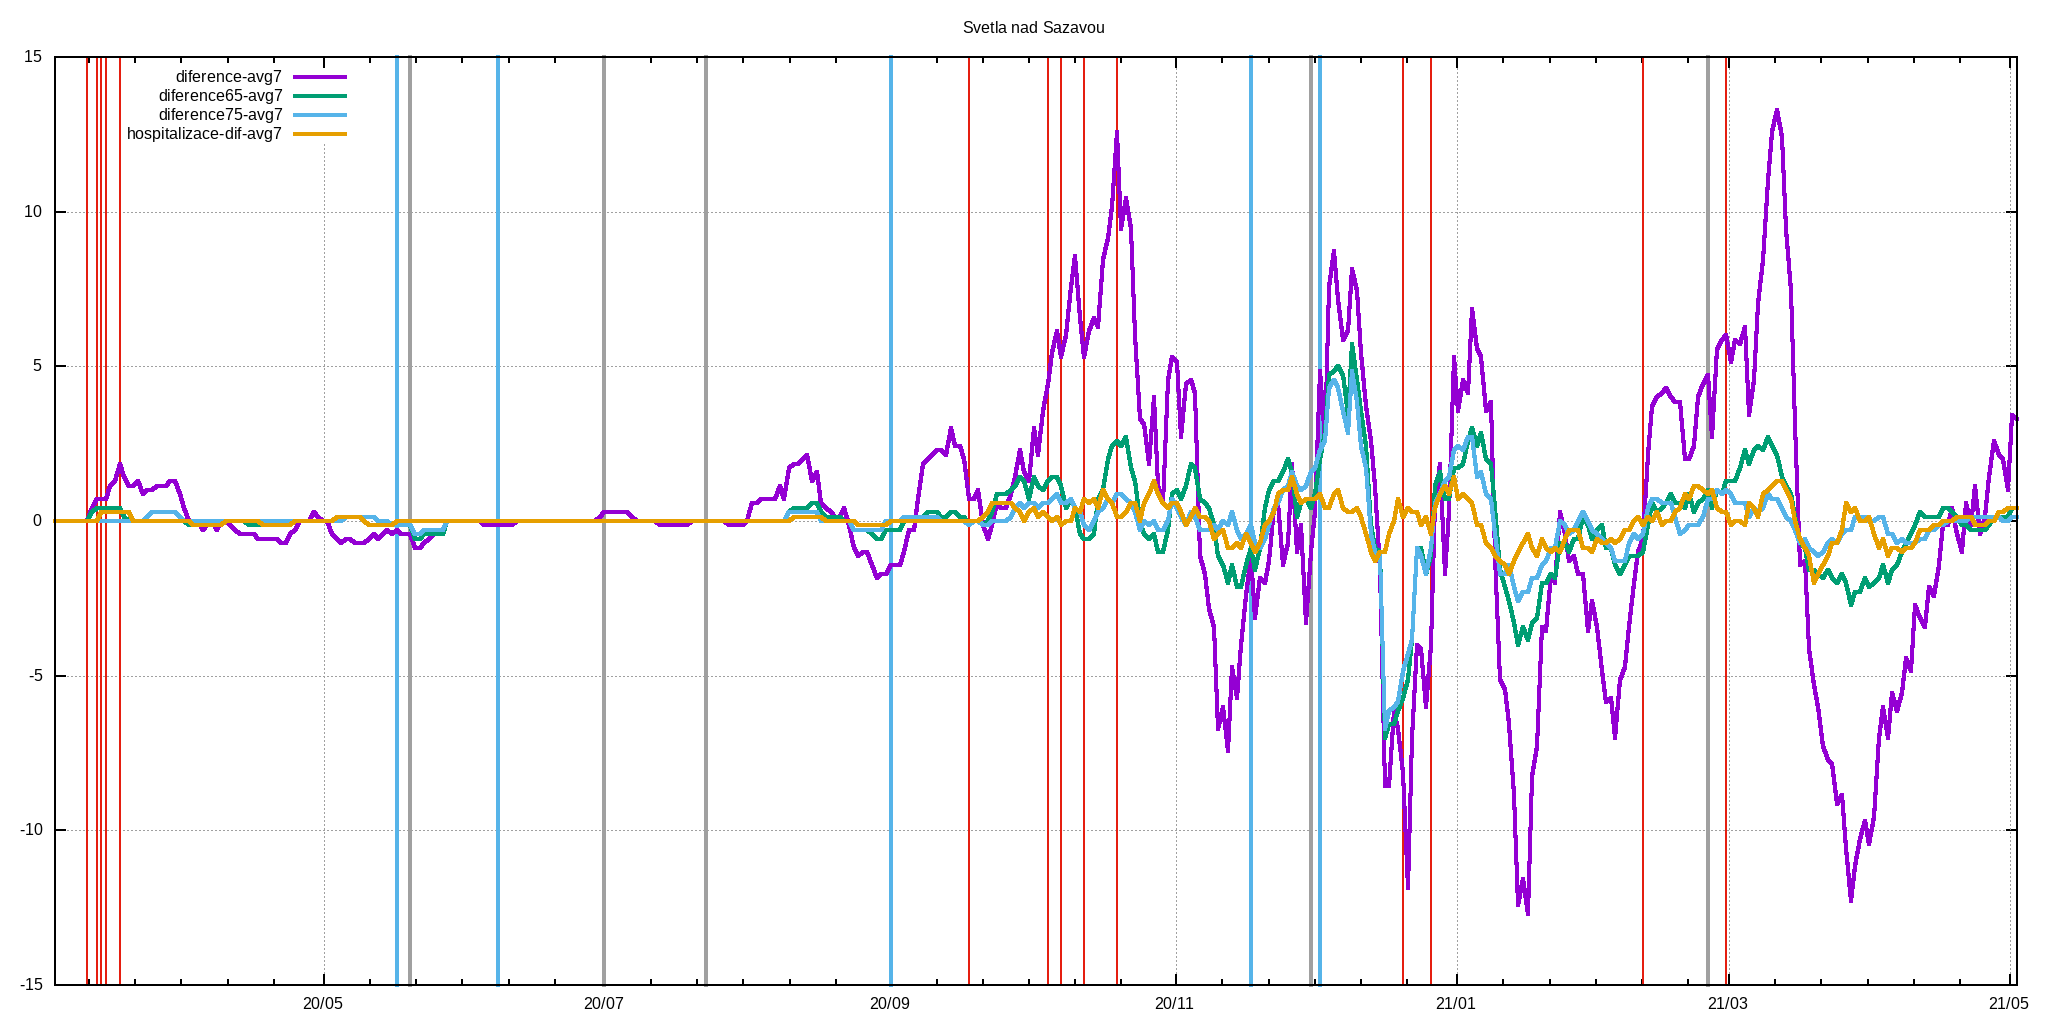 Svetla nad Sazavou
15
10
5
0
-5
-10
-15
diference-avg7
diference65-avg7
diference75-avg7
hospitalizace-dif-avg7
20/05
20/07
20/09
20/11
21/01
21/03
21/05